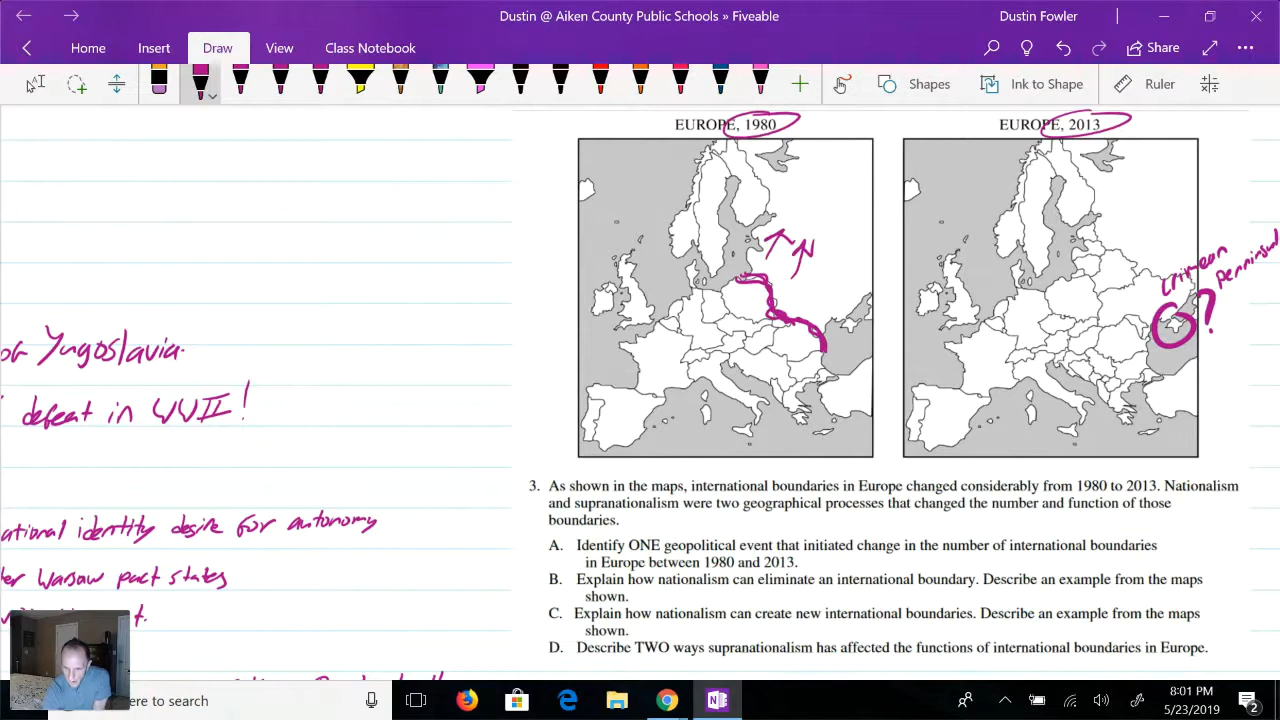 Dustin @ Aiken County Public Schools » Fiveable
Dustin Fowler
Home Insert Draw View Class Notebook
Share
Shapes Ink to Shape Ruler
EUROPE, 1980
EUROPE, 2013
N
Crimean
?
Yugoslavia.
defeat in WWII!
national identity desire for autonomy
Warsaw pact states
3. As shown in the maps, international boundaries in Europe changed considerably from 1980 to 2013. Nationalism
and supranationalism were two geographical processes that changed the number and function of those
boundaries.
A. Identify ONE geopolitical event that initiated change in the number of international boundaries
in Europe between 1980 and 2013.
B. Explain how nationalism can eliminate an international boundary. Describe an example from the maps
shown.
C. Explain how nationalism can create new international boundaries. Describe an example from the maps
shown.
D. Describe TWO ways supranationalism has affected the functions of international boundaries in Europe.
ere to search
8:01 PM
5/23/2019
2